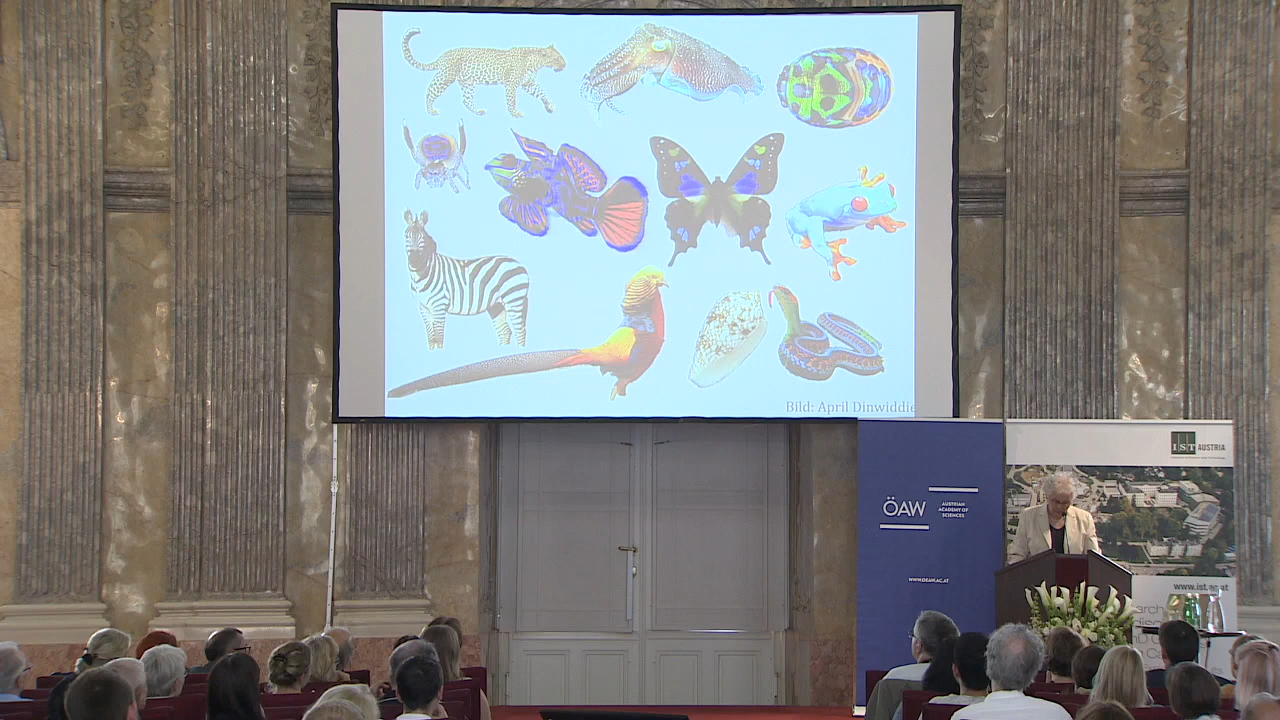 Bild: April Dinwiddie
IST AUSTRIA
ÖAW
AUSTRIAN
ACADEMY OF
SCIENCES
WWW.OEAW.AC.AT
www.ist.ac.at